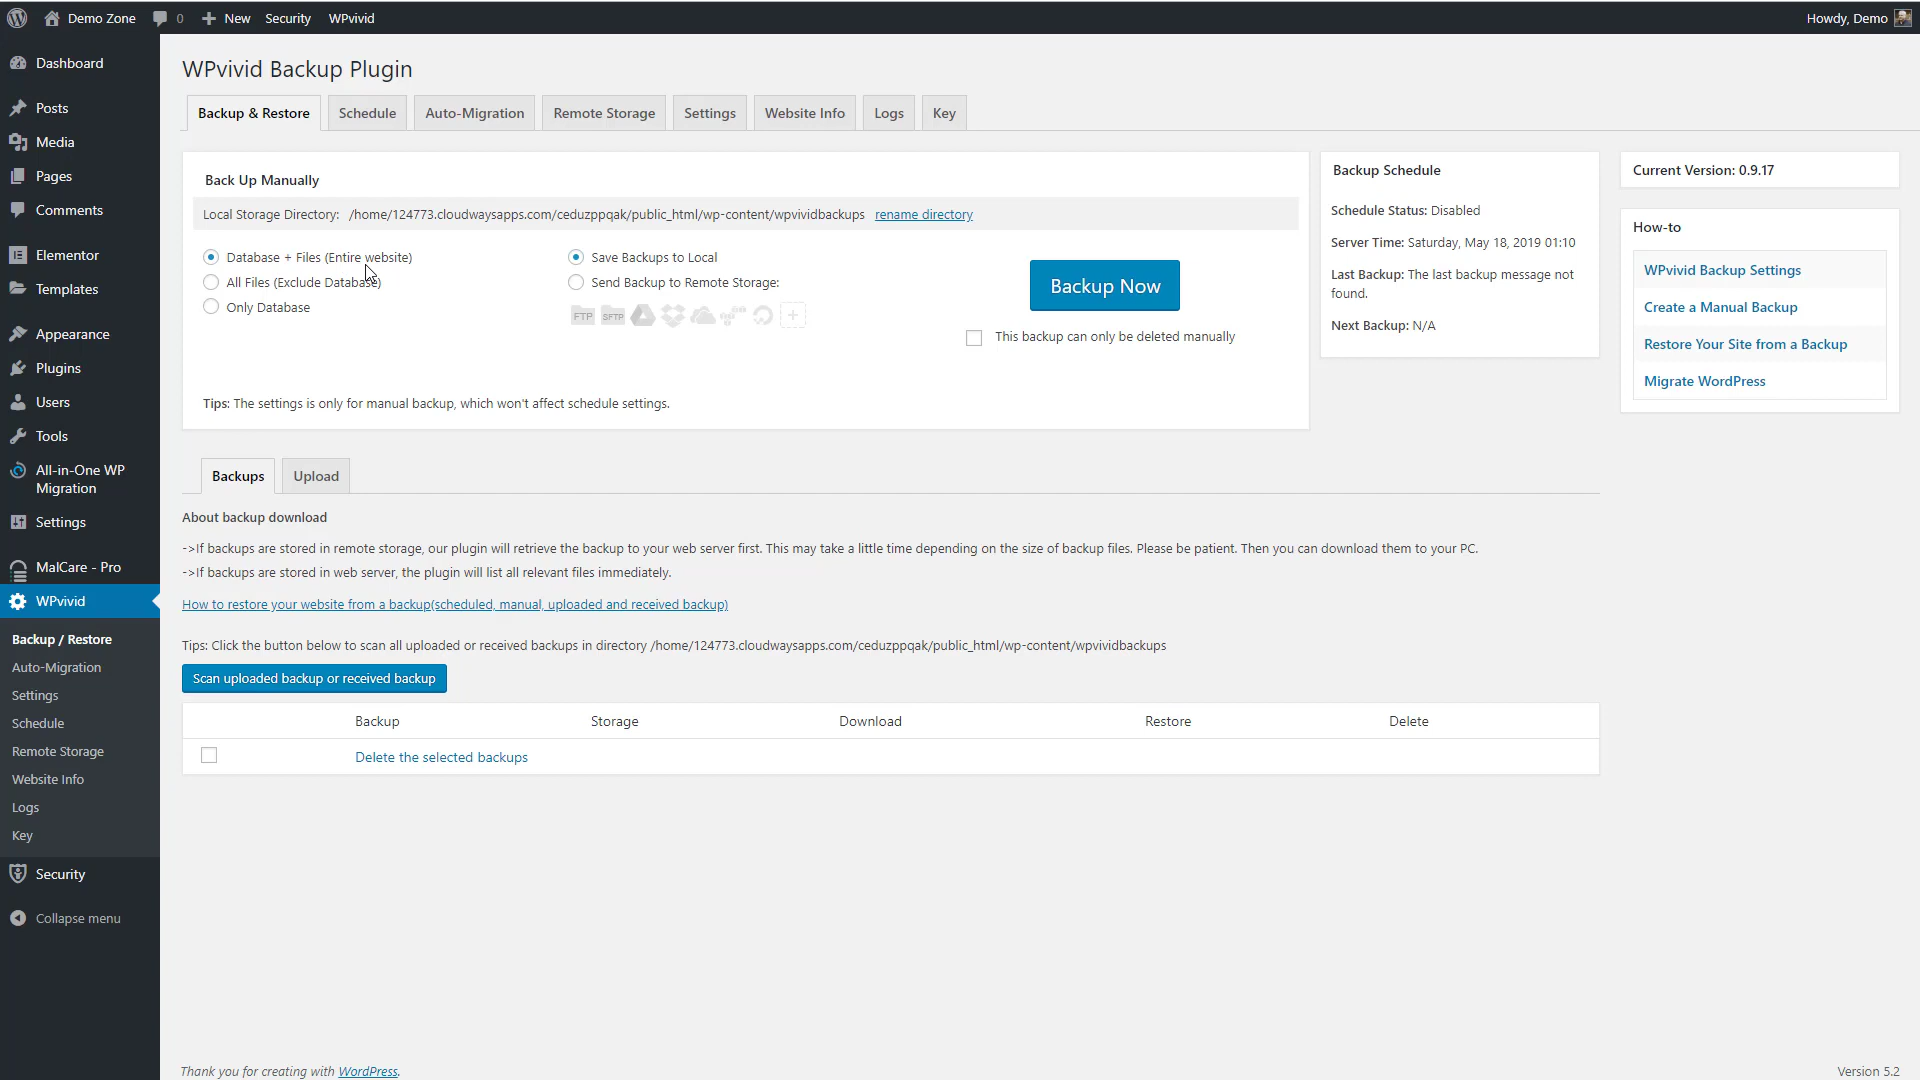 Demo Zone 0 New Security WPvivid Howdy, Demo
Dashboard
Posts
Media
Pages
Comments
Elementor
Templates
Appearance
Plugins
Users
Tools
All-in-One WP
Migration
Settings
MalCare - Pro
WPvivid
Backup / Restore
Auto-Migration
Settings
Schedule
Remote Storage
Website Info
Logs
Key
Security
Collapse menu
WPvivid Backup Plugin
Backup & Restore Schedule Auto-Migration Remote Storage Settings Website Info Logs Key
Back Up Manually
Local Storage Directory: /home/124773.cloudwaysapps.com/ceduzppqak/public_html/wp-content/wpvividbackups rename directory
Database + Files (Entire website)
All Files (Exclude Database)
Only Database
Save Backups to Local
Send Backup to Remote Storage:
FTP SFTP
Backup Now
This backup can only be deleted manually
Tips: The settings is only for manual backup, which won't affect schedule settings.
Backup Schedule
Schedule Status: Disabled
Server Time: Saturday, May 18, 2019 01:10
Last Backup: The last backup message not
found.
Next Backup: N/A
Current Version: 0.9.17
How-to
WPvivid Backup Settings
Create a Manual Backup
Restore Your Site from a Backup
Migrate WordPress
Backups Upload
About backup download
->If backups are stored in remote storage, our plugin will retrieve the backup to your web server first. This may take a little time depending on the size of backup files. Please be patient. Then you can download them to your PC.
->If backups are stored in web server, the plugin will list all relevant files immediately.
How to restore your website from a backup(scheduled, manual, uploaded and received backup)
Tips: Click the button below to scan all uploaded or received backups in directory /home/124773.cloudwaysapps.com/ceduzppqak/public_html/wp-content/wpvividbackups
Scan uploaded backup or received backup
Backup Storage Download Restore Delete
Delete the selected backups
Thank you for creating with WordPress.
Version 5.2